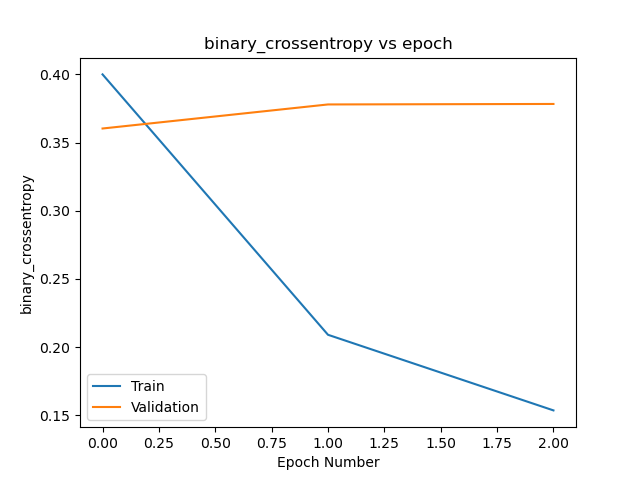 binary_crossentropy vs epoch
binary_crossentropy
0.40
0.35
0.30
0.25
0.20
0.15
Train
Validation
0.00 0.25 0.50 0.75 1.00 1.25 1.50 1.75 2.00
Epoch Number